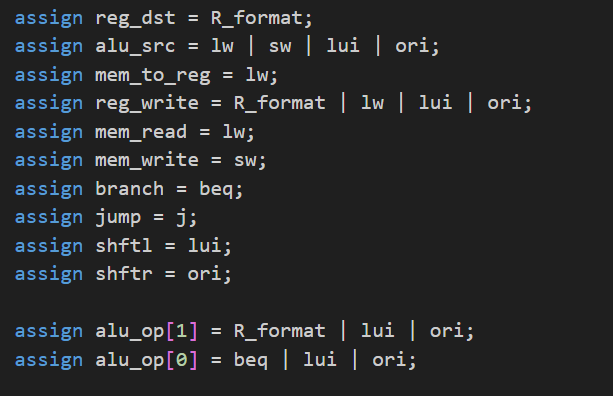 assign reg_dst = R_format;
assign alu_src = lw | sw | lui | ori;
assign mem_to_reg = lw;
assign reg_write = R_format | lw | lui | ori;
assign mem_read = lw;
assign mem_write = sw;
assign branch = beq;
assign jump = j;
assign shftl = lui;
assign shftr = ori;
assign alu_op[1] = R_format | lui | ori;
assign alu_op[0] = beq | lui | ori;